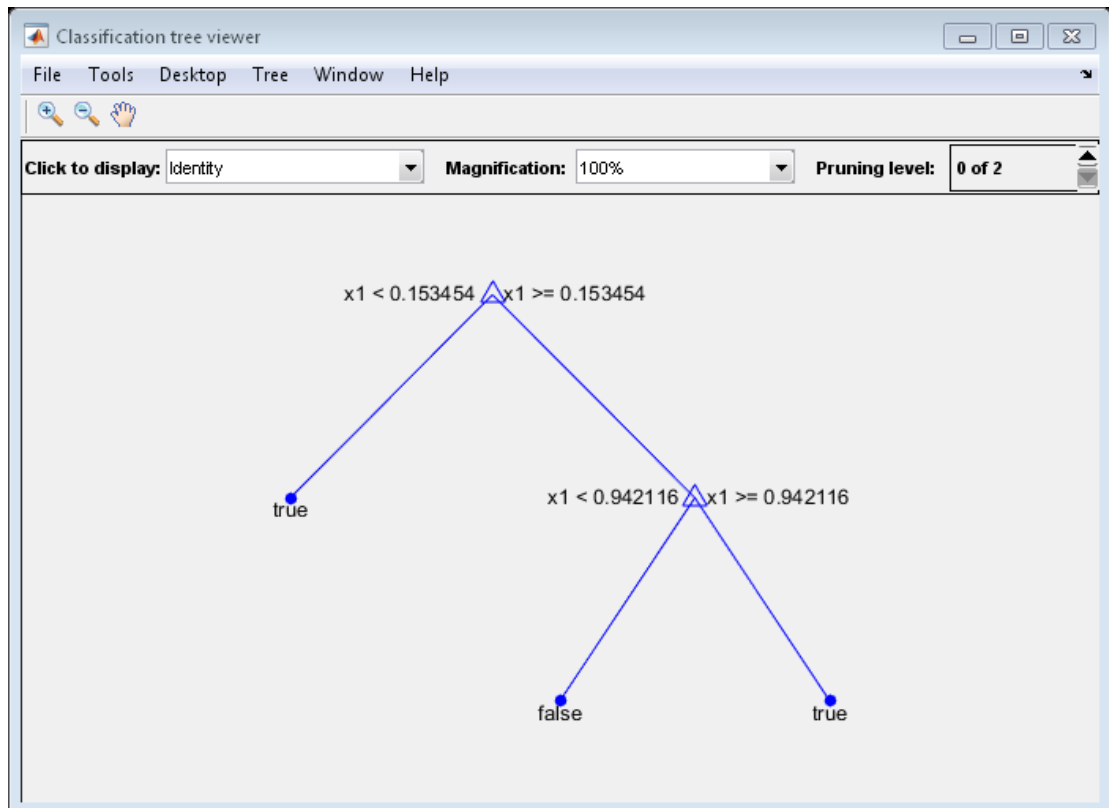 Classification tree viewer
File Tools Desktop Tree Window Help
Click to display: Identity Magnification: 100% Pruning level: 0 of 2
x1 < 0.153454 x1 >= 0.153454
true
x1 < 0.942116 x1 >= 0.942116
false true